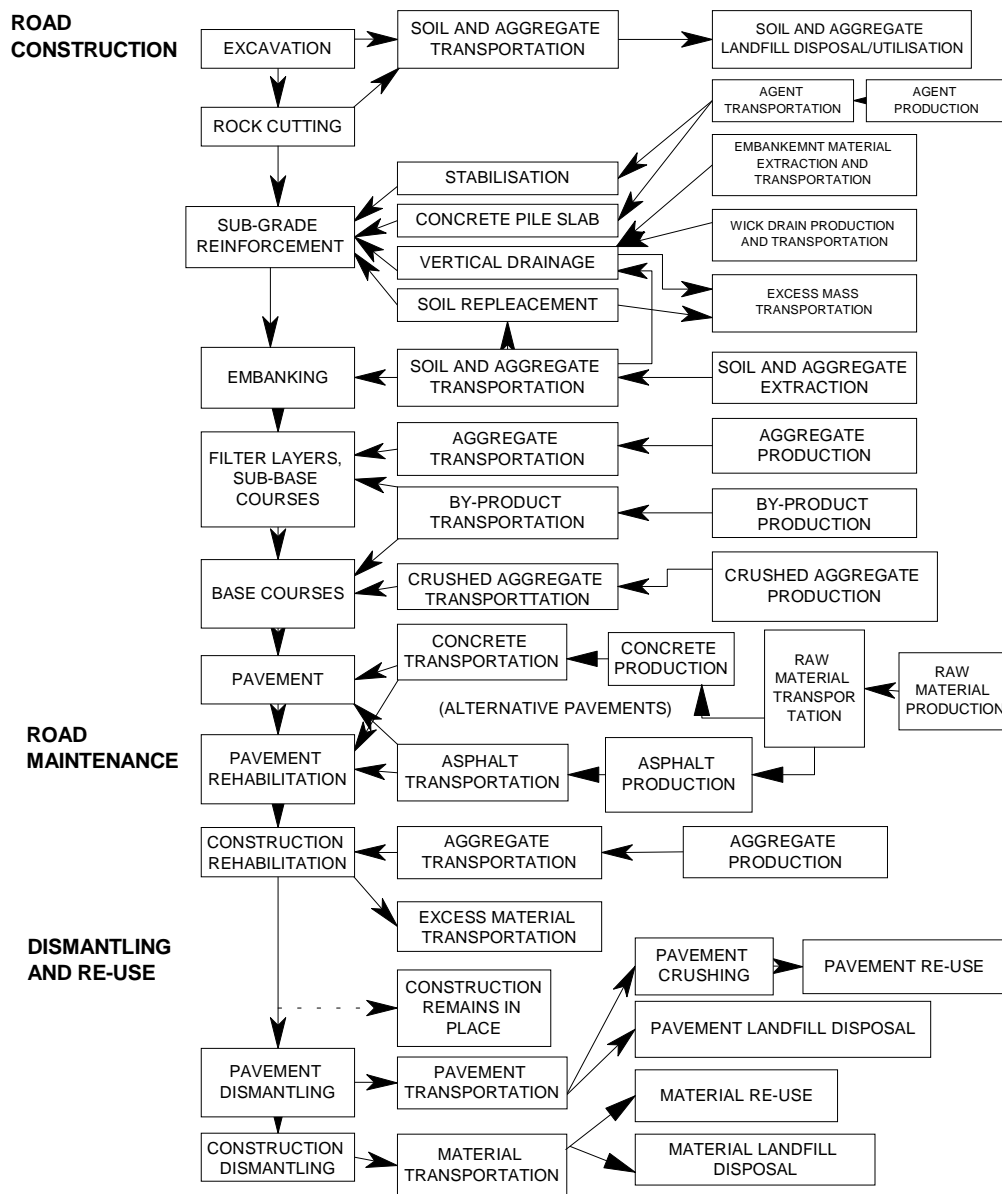 ROAD
CONSTRUCTION
EXCAVATION
SOIL AND AGGREGATE
TRANSPORTATION
SOIL AND AGGREGATE
LANDFILL DISPOSAL/UTILISATION
AGENT
TRANSPORTATION
AGENT
PRODUCTION
ROCK CUTTING
EMBANKEMNT MATERIAL
EXTRACTION AND
TRANSPORTATION
STABILISATION
SUB-GRADE
REINFORCEMENT
CONCRETE PILE SLAB
WICK DRAIN PRODUCTION
AND TRANSPORTATION
VERTICAL DRAINAGE
SOIL REPLEACEMENT
EXCESS MASS
TRANSPORTATION
EMBANKING
SOIL AND AGGREGATE
TRANSPORTATION
SOIL AND AGGREGATE
EXTRACTION
FILTER LAYERS,
SUB-BASE
COURSES
AGGREGATE
TRANSPORTATION
AGGREGATE
PRODUCTION
BY-PRODUCT
TRANSPORTATION
BY-PRODUCT
PRODUCTION
BASE COURSES
CRUSHED AGGREGATE
TRANSPORTTATION
CRUSHED AGGREGATE
PRODUCTION
PAVEMENT
CONCRETE
TRANSPORTATION
CONCRETE
PRODUCTION
RAW
MATERIAL
TRANSPOR
TATION
RAW
MATERIAL
PRODUCTION
(ALTERNATIVE PAVEMENTS)
ROAD
MAINTENANCE
PAVEMENT
REHABILITATION
ASPHALT
TRANSPORTATION
ASPHALT
PRODUCTION
CONSTRUCTION
REHABILITATION
AGGREGATE
TRANSPORTATION
AGGREGATE
PRODUCTION
EXCESS MATERIAL
TRANSPORTATION
DISMANTLING
AND RE-USE
PAVEMENT
CRUSHING
PAVEMENT RE-USE
CONSTRUCTION
REMAINS IN
PLACE
PAVEMENT LANDFILL DISPOSAL
PAVEMENT
DISMANTLING
PAVEMENT
TRANSPORTATION
MATERIAL RE-USE
CONSTRUCTION
DISMANTLING
MATERIAL
TRANSPORTATION
MATERIAL LANDFILL
DISPOSAL